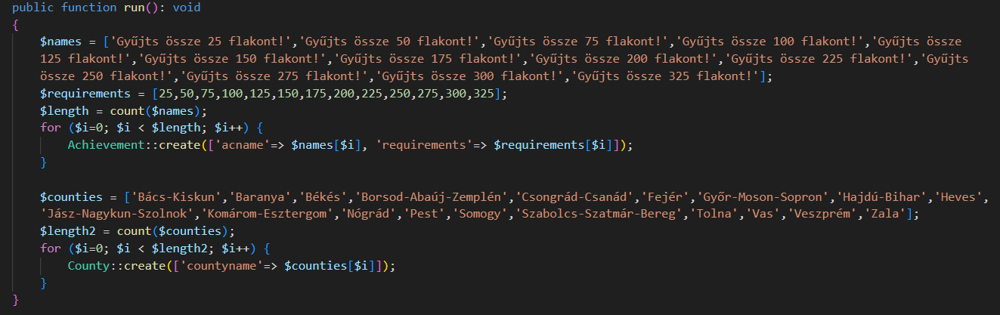 public function run(): void
{
$names = ['Gyűjts össze 25 flakont!','Gyűjts össze 50 flakont!','Gyűjts össze 75 flakont!','Gyűjts össze 100 flakont!','Gyűjts össze
125 flakont!','Gyűjts össze 150 flakont!','Gyűjts össze 175 flakont!','Gyűjts össze 200 flakont!','Gyűjts össze 225 flakont!','Gyűjts
össze 250 flakont!','Gyűjts össze 275 flakont!','Gyűjts össze 300 flakont!','Gyűjts össze 325 flakont!'];
$requirements = [25,50,75,100,125,150,175,200,225,250,275,300,325];
$length = count($names);
for ($i=0; $i < $length; $i++) {
Achievement::create(['acname'=> $names[$i], 'requirements'=> $requirements[$i]]);
}
$counties = ['Bács-Kiskun','Baranya','Békés','Borsod-Abaúj-Zemplén','Csongrád-Csanád','Fejér','Győr-Moson-Sopron','Hajdú-Bihar','Heves',
'Jász-Nagykun-Szolnok','Komárom-Esztergom','Nógrád','Pest','Somogy','Szabolcs-Szatmár-Bereg','Tolna','Vas','Veszprém','Zala'];
$length2 = count($counties);
for ($i=0; $i < $length2; $i++) {
County::create(['countyname'=> $counties[$i]]);
}
}